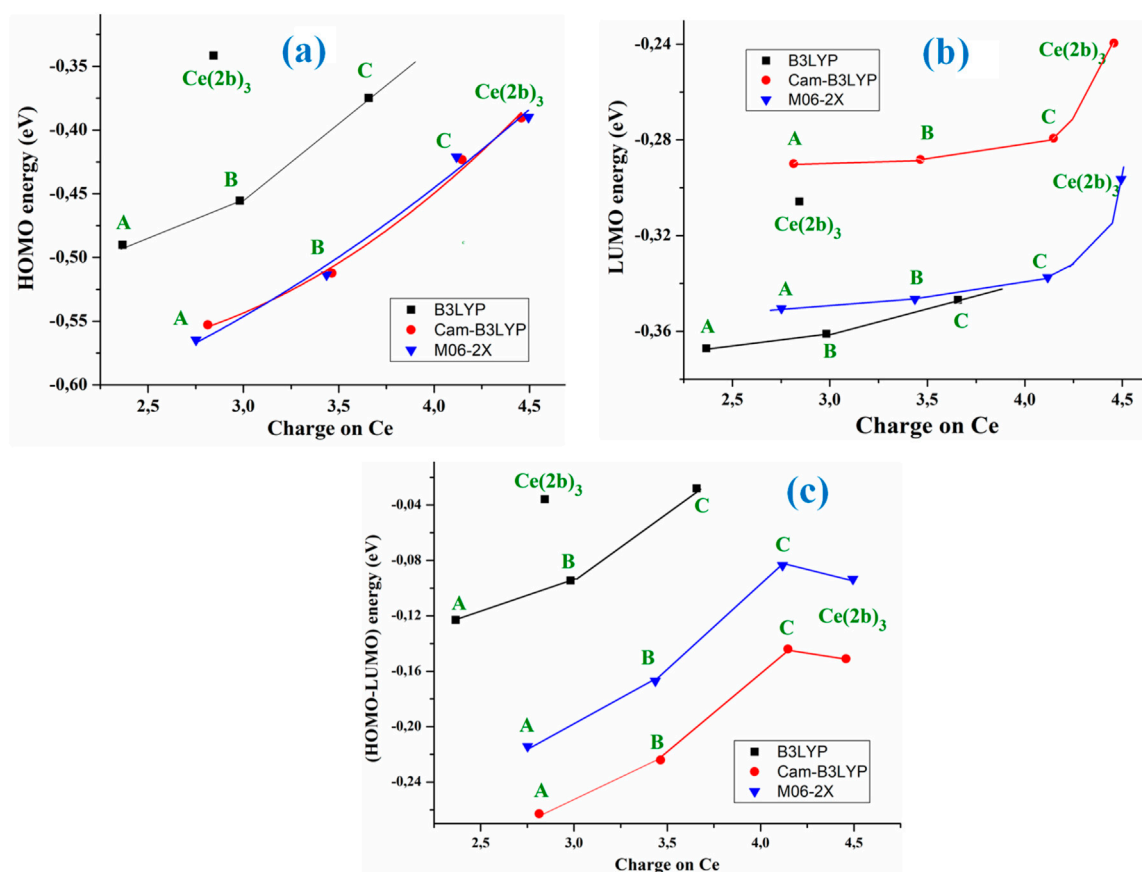 (a)
-0,35
-0,40
-0,45
-0,50
-0,55
-0,60
HOMO energy (eV)
Ce(2b)3
C
B
A
Ce(2b)3
C
B
A
B3LYP
Cam-B3LYP
M06-2X
2,5 3,0 3,5 4,0 4,5
Charge on Ce
(b)
-0,24
-0,28
-0,32
-0,36
LUMO energy (eV)
B3LYP
Cam-B3LYP
M06-2X
Ce(2b)3
A
B
C
Ce(2b)3
Ce(2b)3
A
B
C
A
B
C
2,5 3,0 3,5 4,0 4,5
Charge on Ce
(c)
-0,04
-0,08
-0,12
-0,16
-0,20
-0,24
(HOMO-LUMO) energy (eV)
Ce(2b)3
C
B
A
C
B
A
Ce(2b)3
C
B
A
B3LYP
Cam-B3LYP
M06-2X
2,5 3,0 3,5 4,0 4,5
Charge on Ce